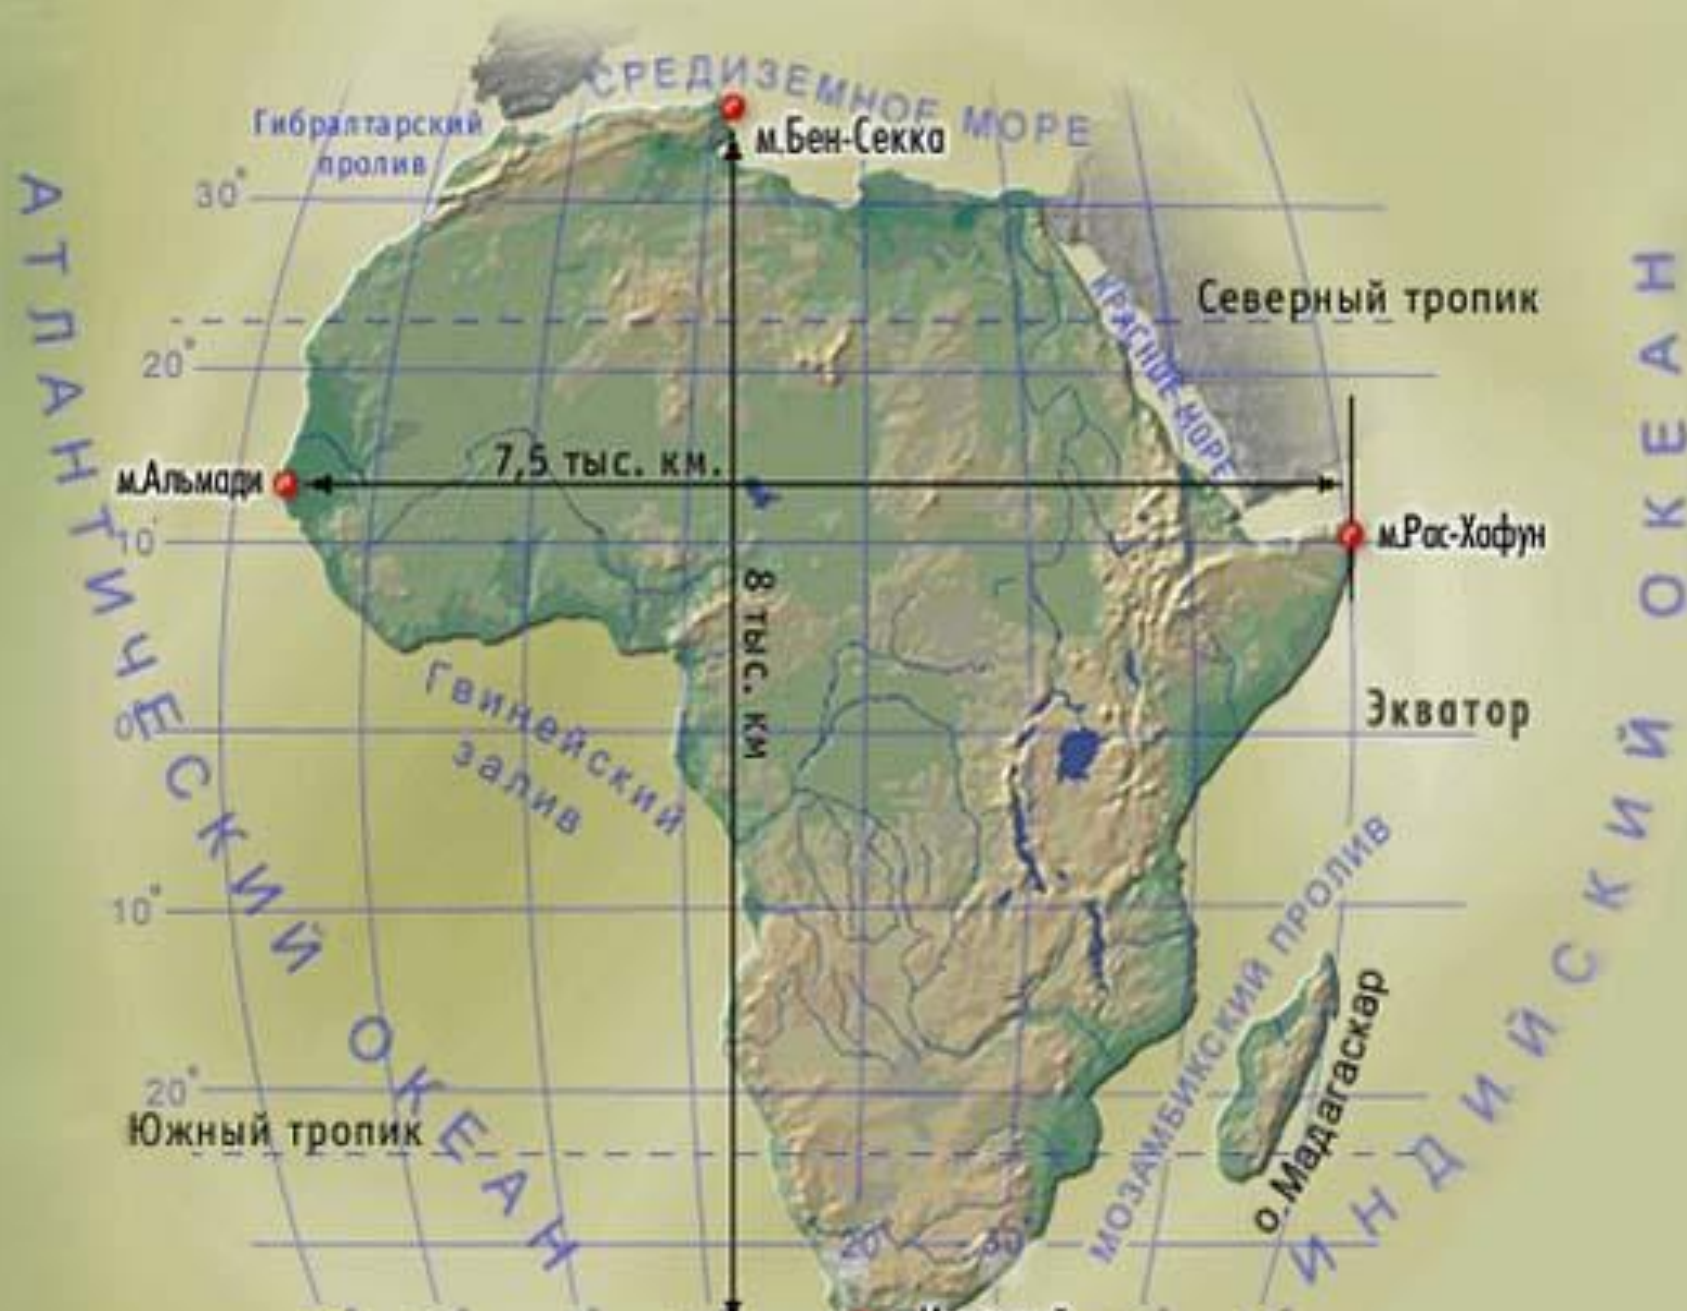 СРЕДИЗЕМНОЕ МОРЕ
Гибралтарский
пролив
м.Бен-Секка
30°
АТЛАНТИЧЕСКИЙ ОКЕАН
Северный тропик
КРАСНОЕ МОРЕ
20°
7,5 тыс. км.
м.Альмади
10
м.Рас-Хафун
8 тыс. км
Гвинейский
залив
0
Экватор
ИНДИЙСКИЙ ОКЕАН
МОЗАМБИКСКИЙ ПРОЛИВ
10°
о.Мадагаскар
20°
Южный тропик
20°